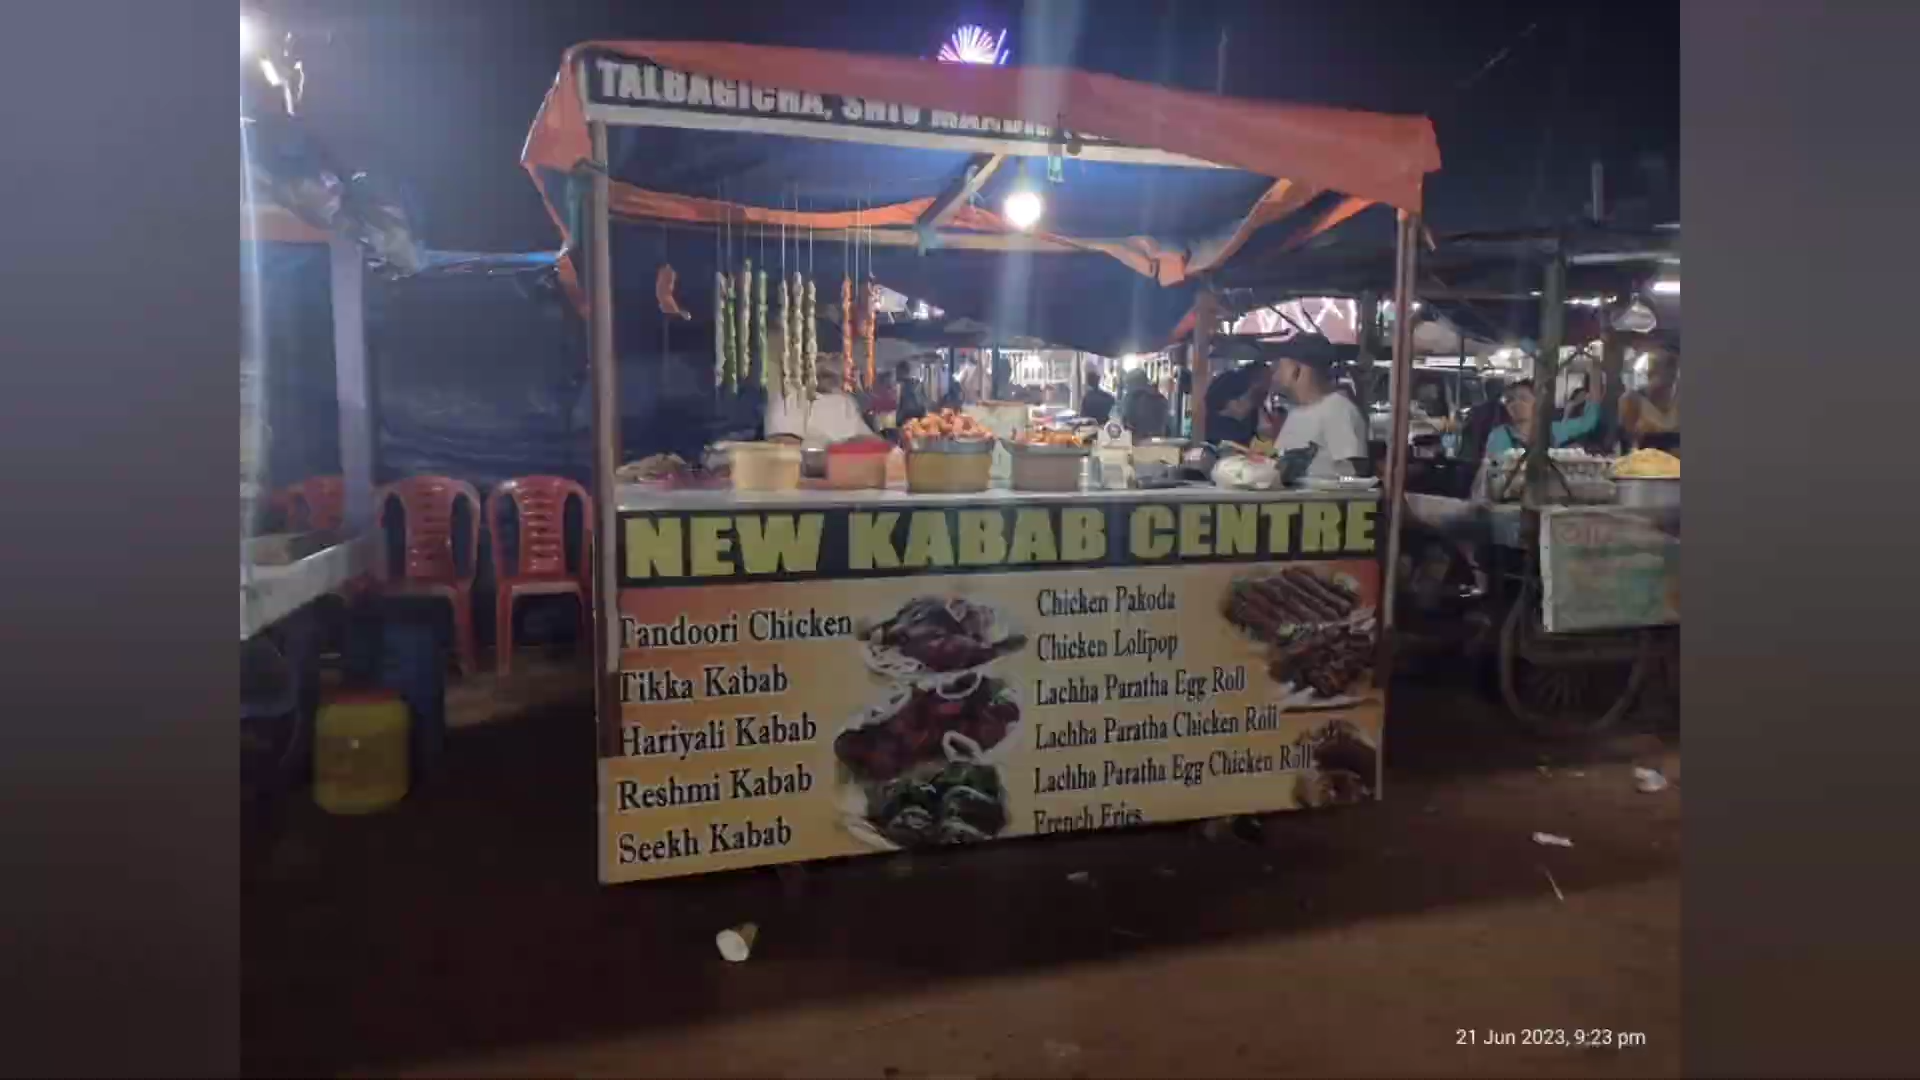 TALBAGICHA, SHIV MANDIR
NEW KABAB CENTRE
Tandoori Chicken
Tikka Kabab
Hariyali Kabab
Reshmi Kabab
Seekh Kabab
Chicken Pakoda
Chicken Lolipop
Lachha Paratha Egg Roll
Lachha Paratha Chicken Roll
Lachha Paratha Egg Chicken Roll
French Fries
21 Jun 2023, 9:23 pm